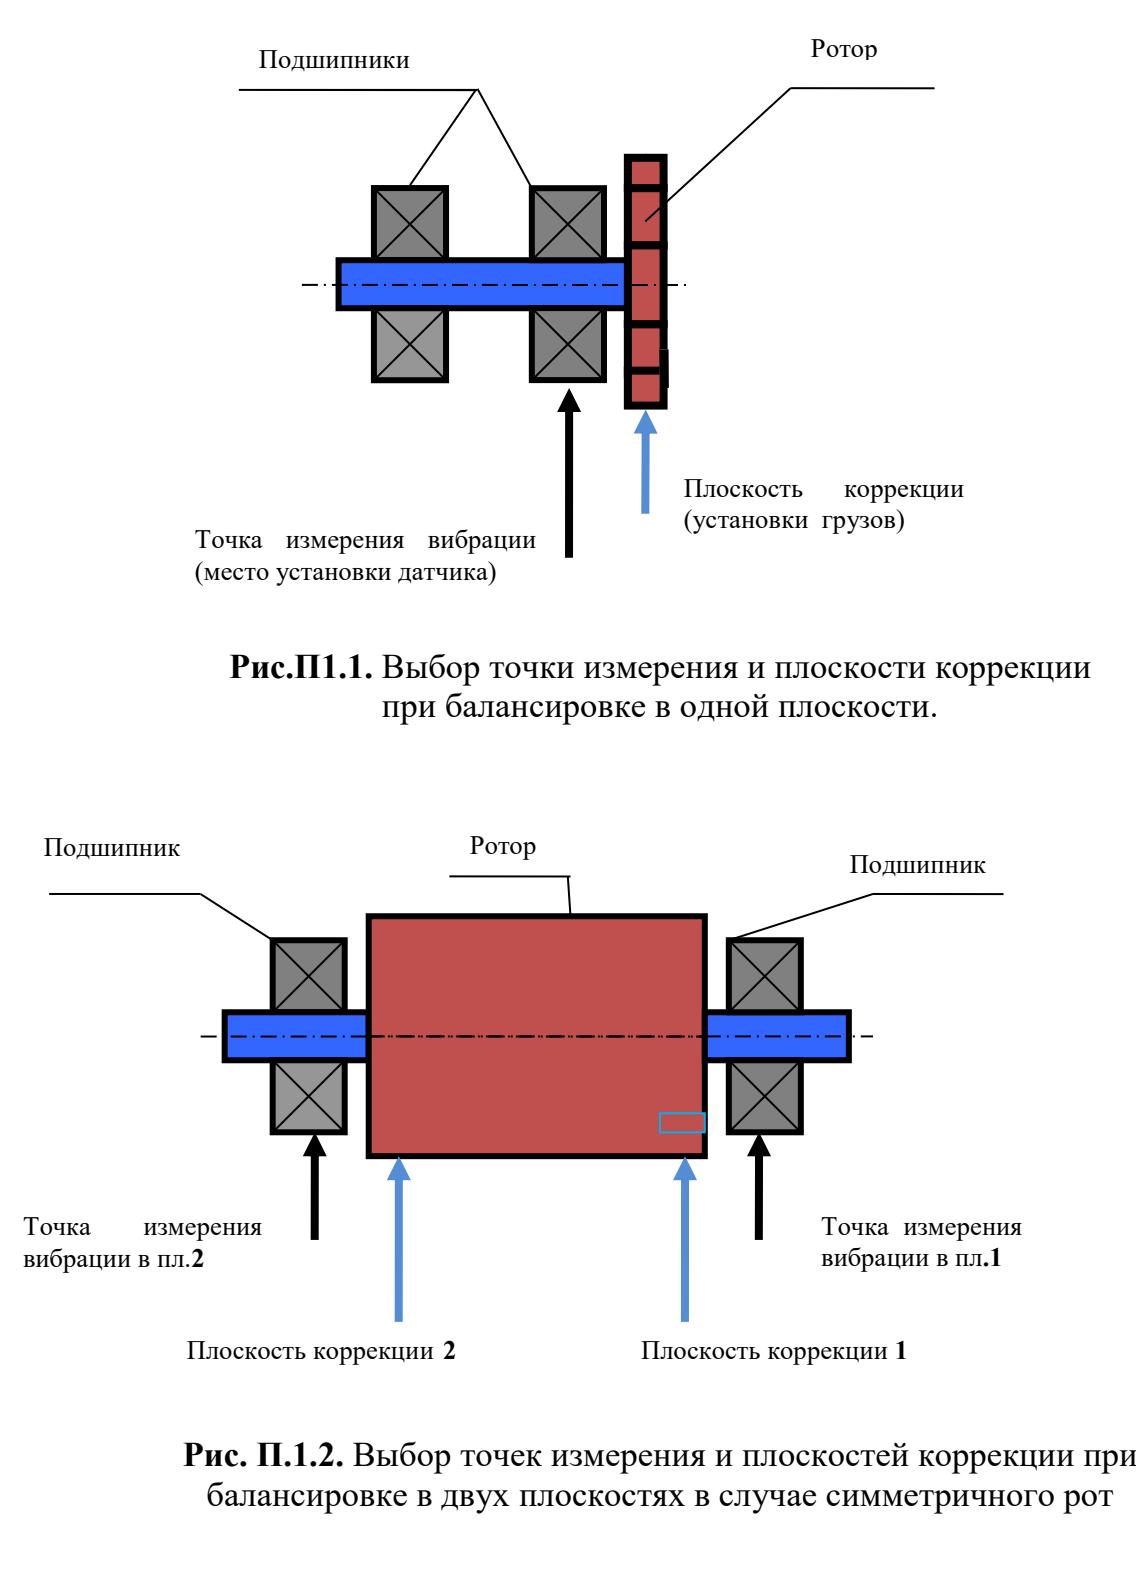 Подшипники
Ротор
Плоскость коррекции
(установки грузов)
Точка измерения вибрации
(место установки датчика)
Рис.П1.1. Выбор точки измерения и плоскости коррекции
при балансировке в одной плоскости.
Подшипник
Ротор
Подшипник
Точка измерения
вибрации в пл.2
Точка измерения
вибрации в пл.1
Плоскость коррекции 2
Плоскость коррекции 1
Рис. П.1.2. Выбор точек измерения и плоскостей коррекции при
балансировке в двух плоскостях в случае симметричного рот